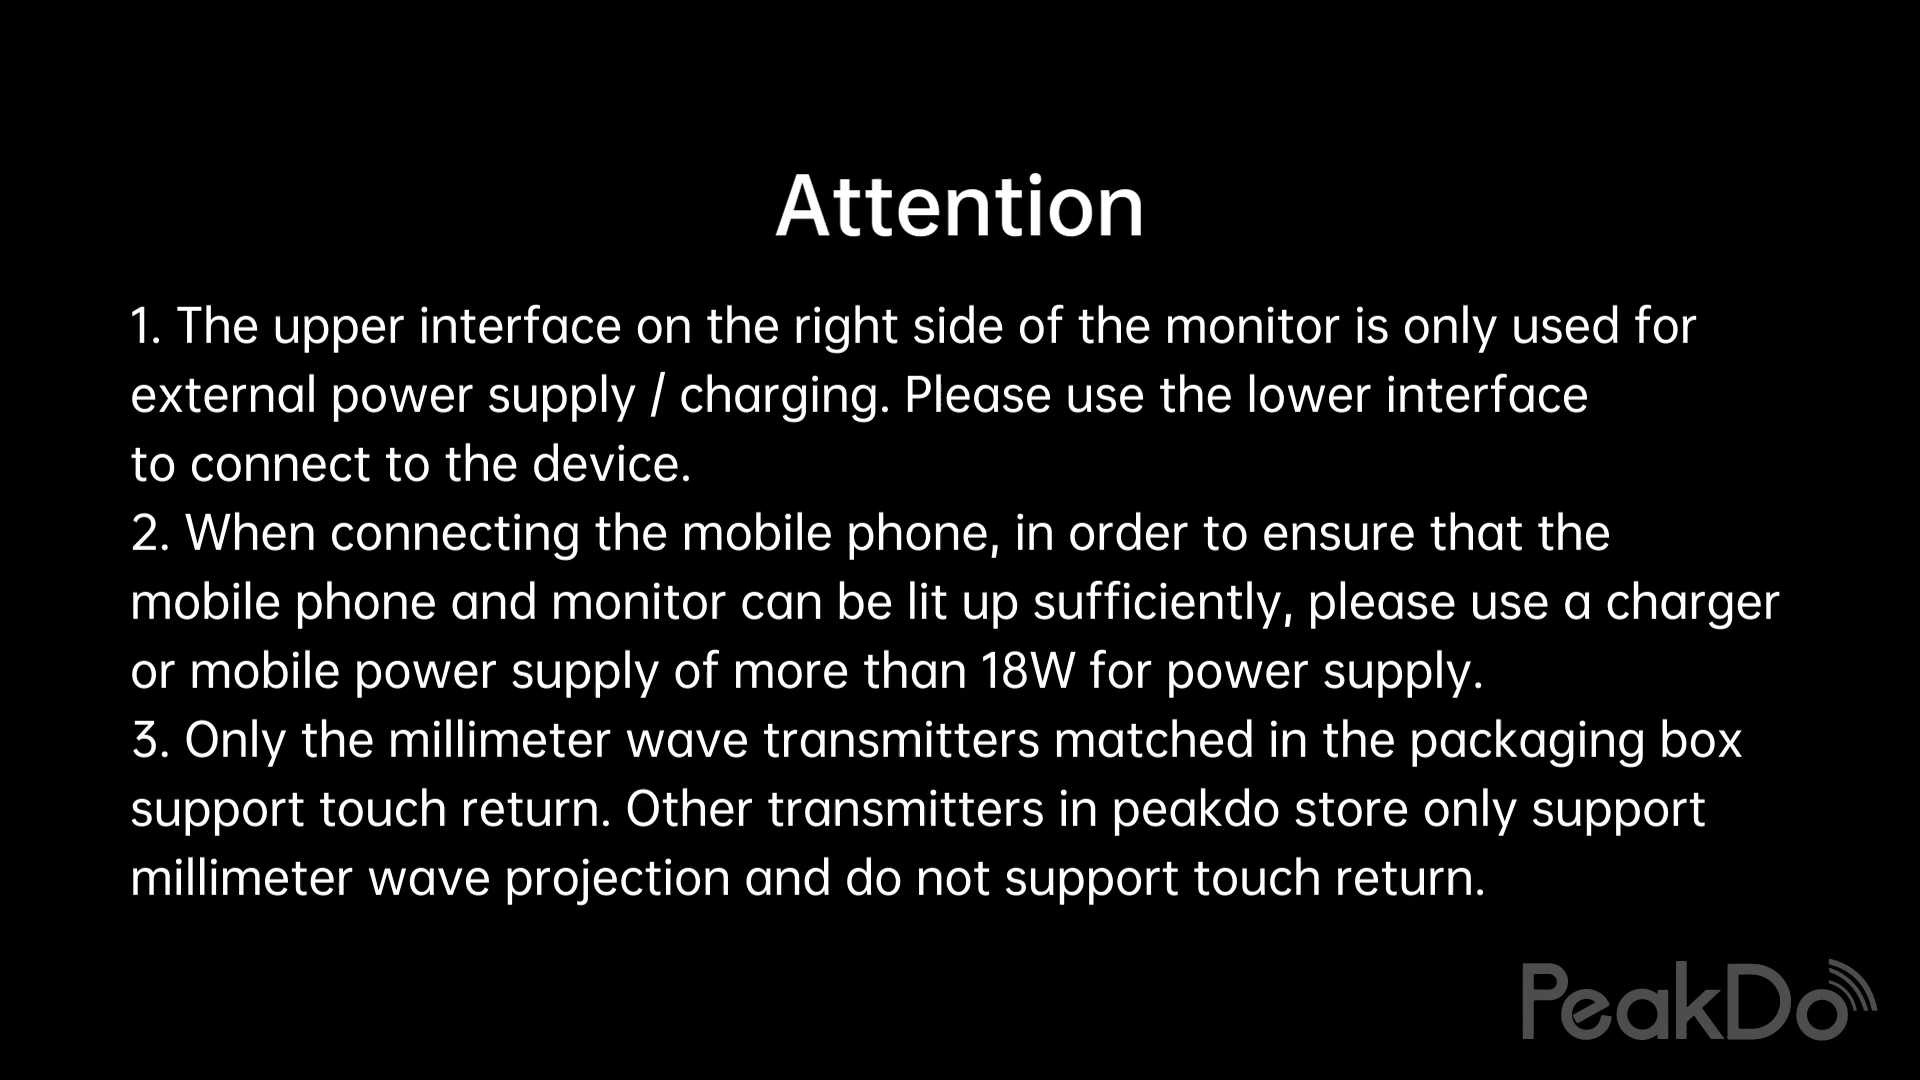 Attention
1. The upper interface on the right side of the monitor is only used for
external power supply / charging. Please use the lower interface
to connect to the device.
2. When connecting the mobile phone, in order to ensure that the
mobile phone and monitor can be lit up sufficiently, please use a charger
or mobile power supply of more than 18W for power supply.
3. Only the millimeter wave transmitters matched in the packaging box
support touch return. Other transmitters in peakdo store only support
millimeter wave projection and do not support touch return.
PeakDo